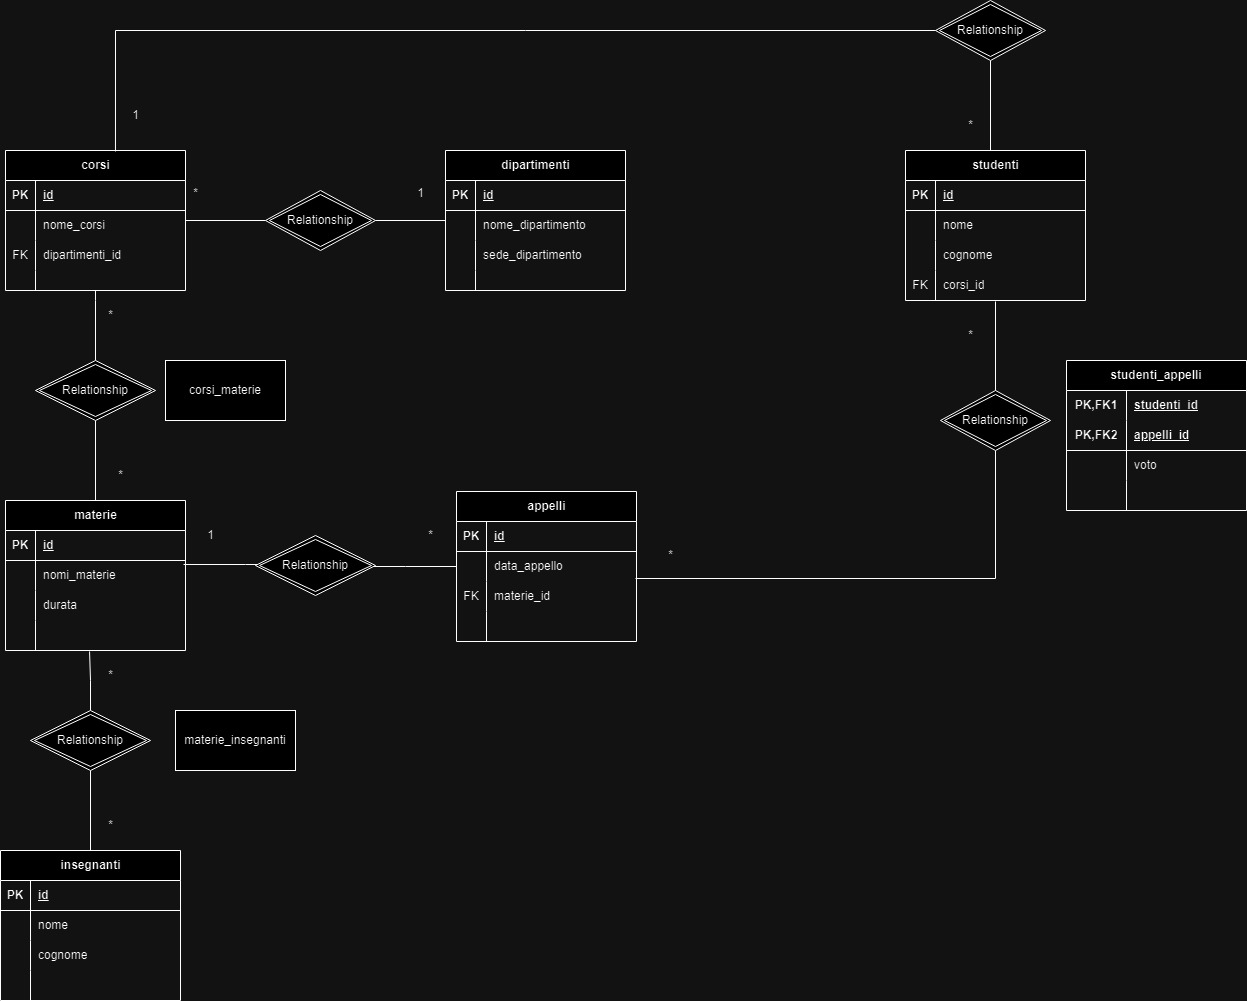 Relationship
1
*
corsi
PK id
nome_corsi
FK dipartimenti_id
*
Relationship
1
dipartimenti
PK id
nome_dipartimento
sede_dipartimento
studenti
PK id
nome
cognome
FK corsi_id
*
Relationship
corsi_materie
*
*
Relationship
studenti_appelli
PK,FK1 studenti_id
PK,FK2 appelli_id
voto
materie
PK id
nomi_materie
durata
1
Relationship
*
appelli
PK id
data_appello
FK materie_id
*
*
Relationship
materie_insegnanti
*
insegnanti
PK id
nome
cognome